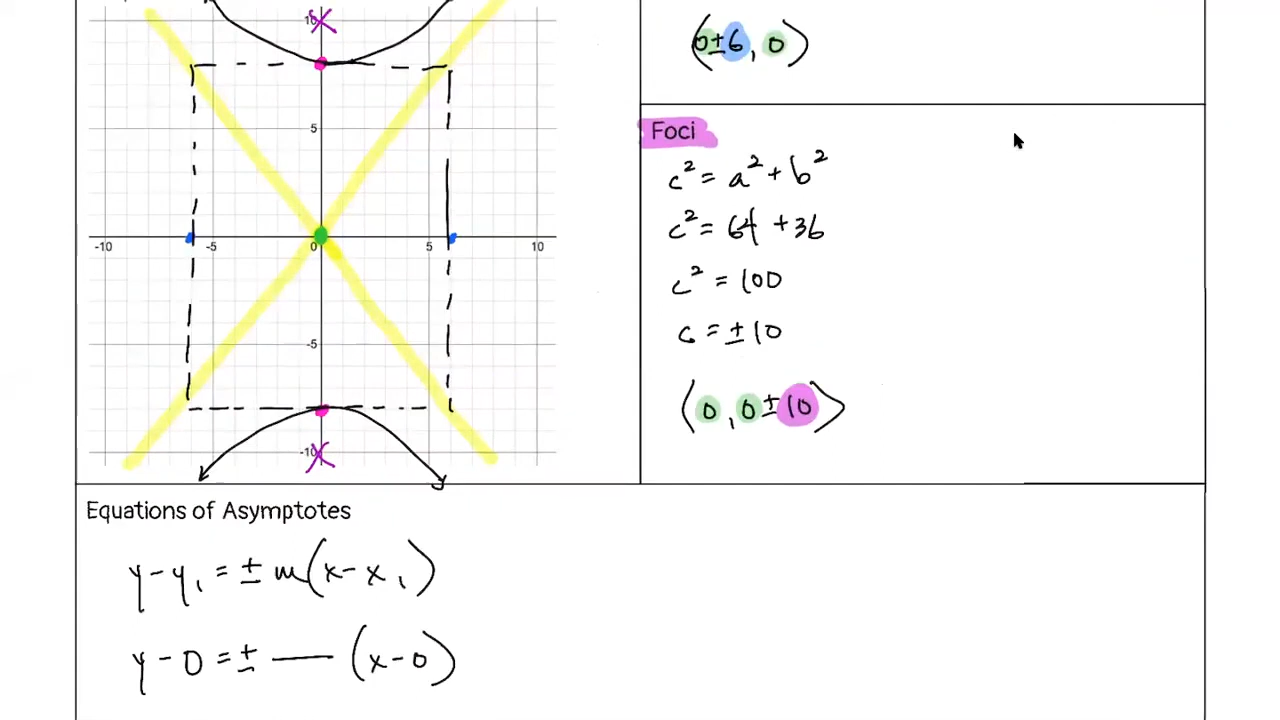 10
5
-10 -5 0 5 10
-5
-10
Equations of Asymptotes
y-y₁ = ± m(x-x₁)
y-0 = ± — (x-0)
(0±6, 0)
Foci
c² = a² + b²
c² = 64 + 36
c² = 100
c = ±10
(0, 0±10)